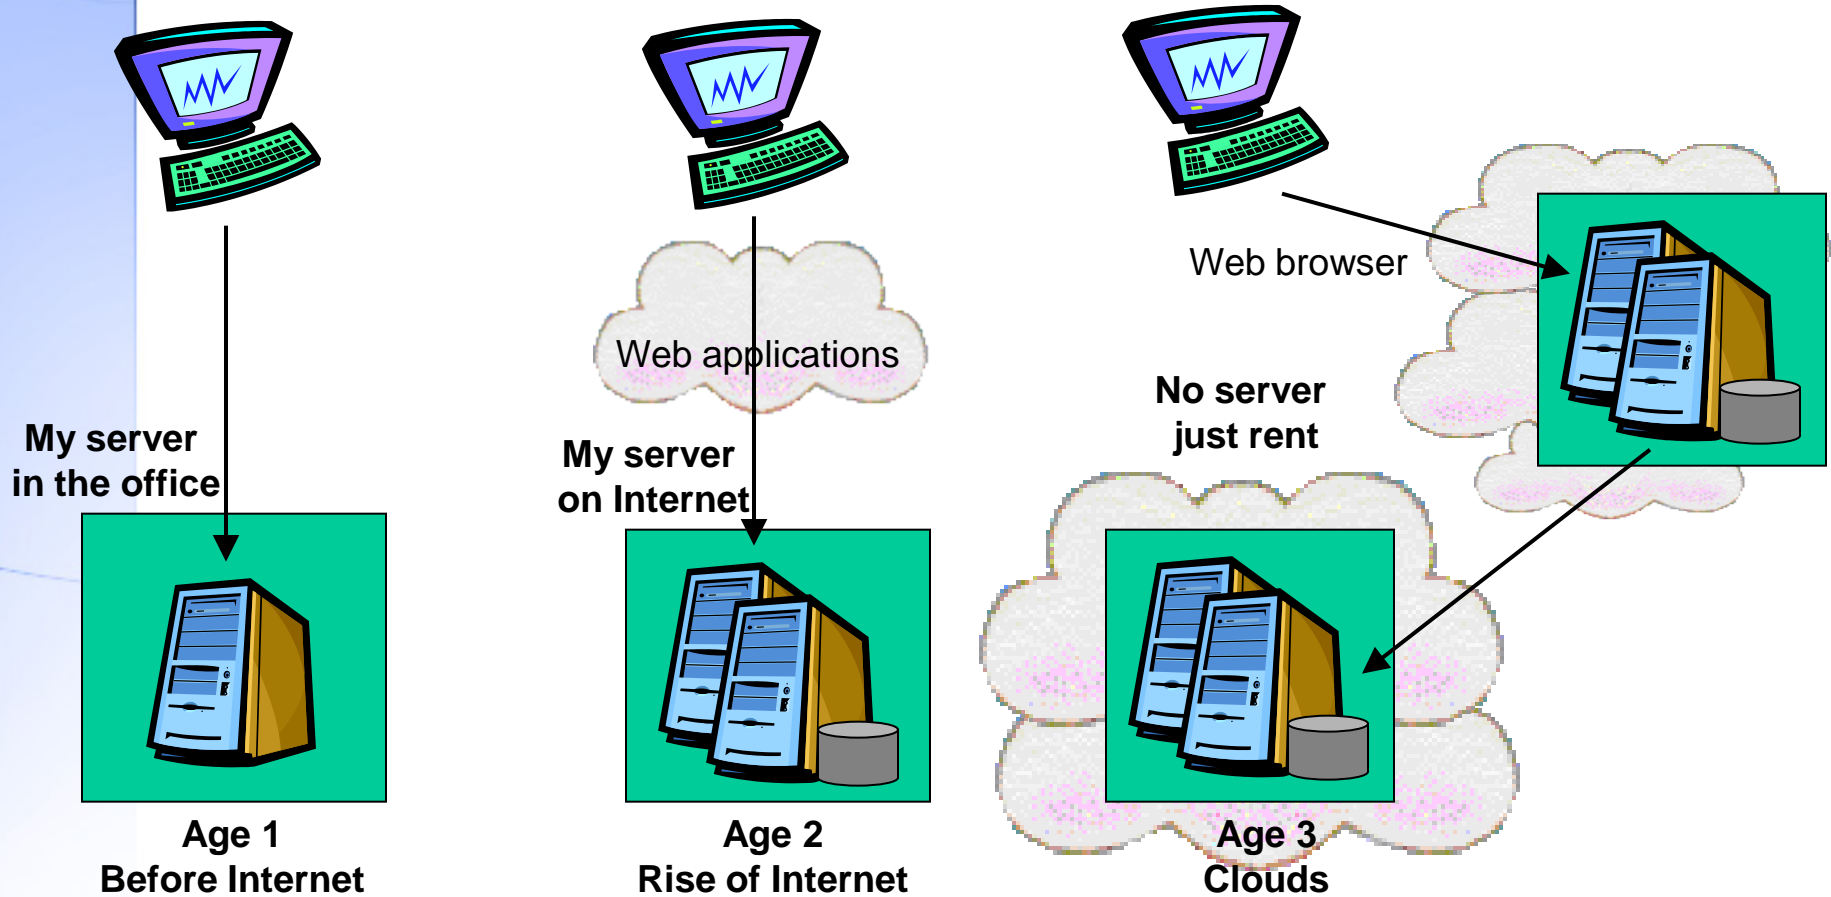 My server
in the office
Age 1
Before Internet
Web applications
My server
on Internet
Age 2
Rise of Internet
Web browser
No server
just rent
Age 3
Clouds